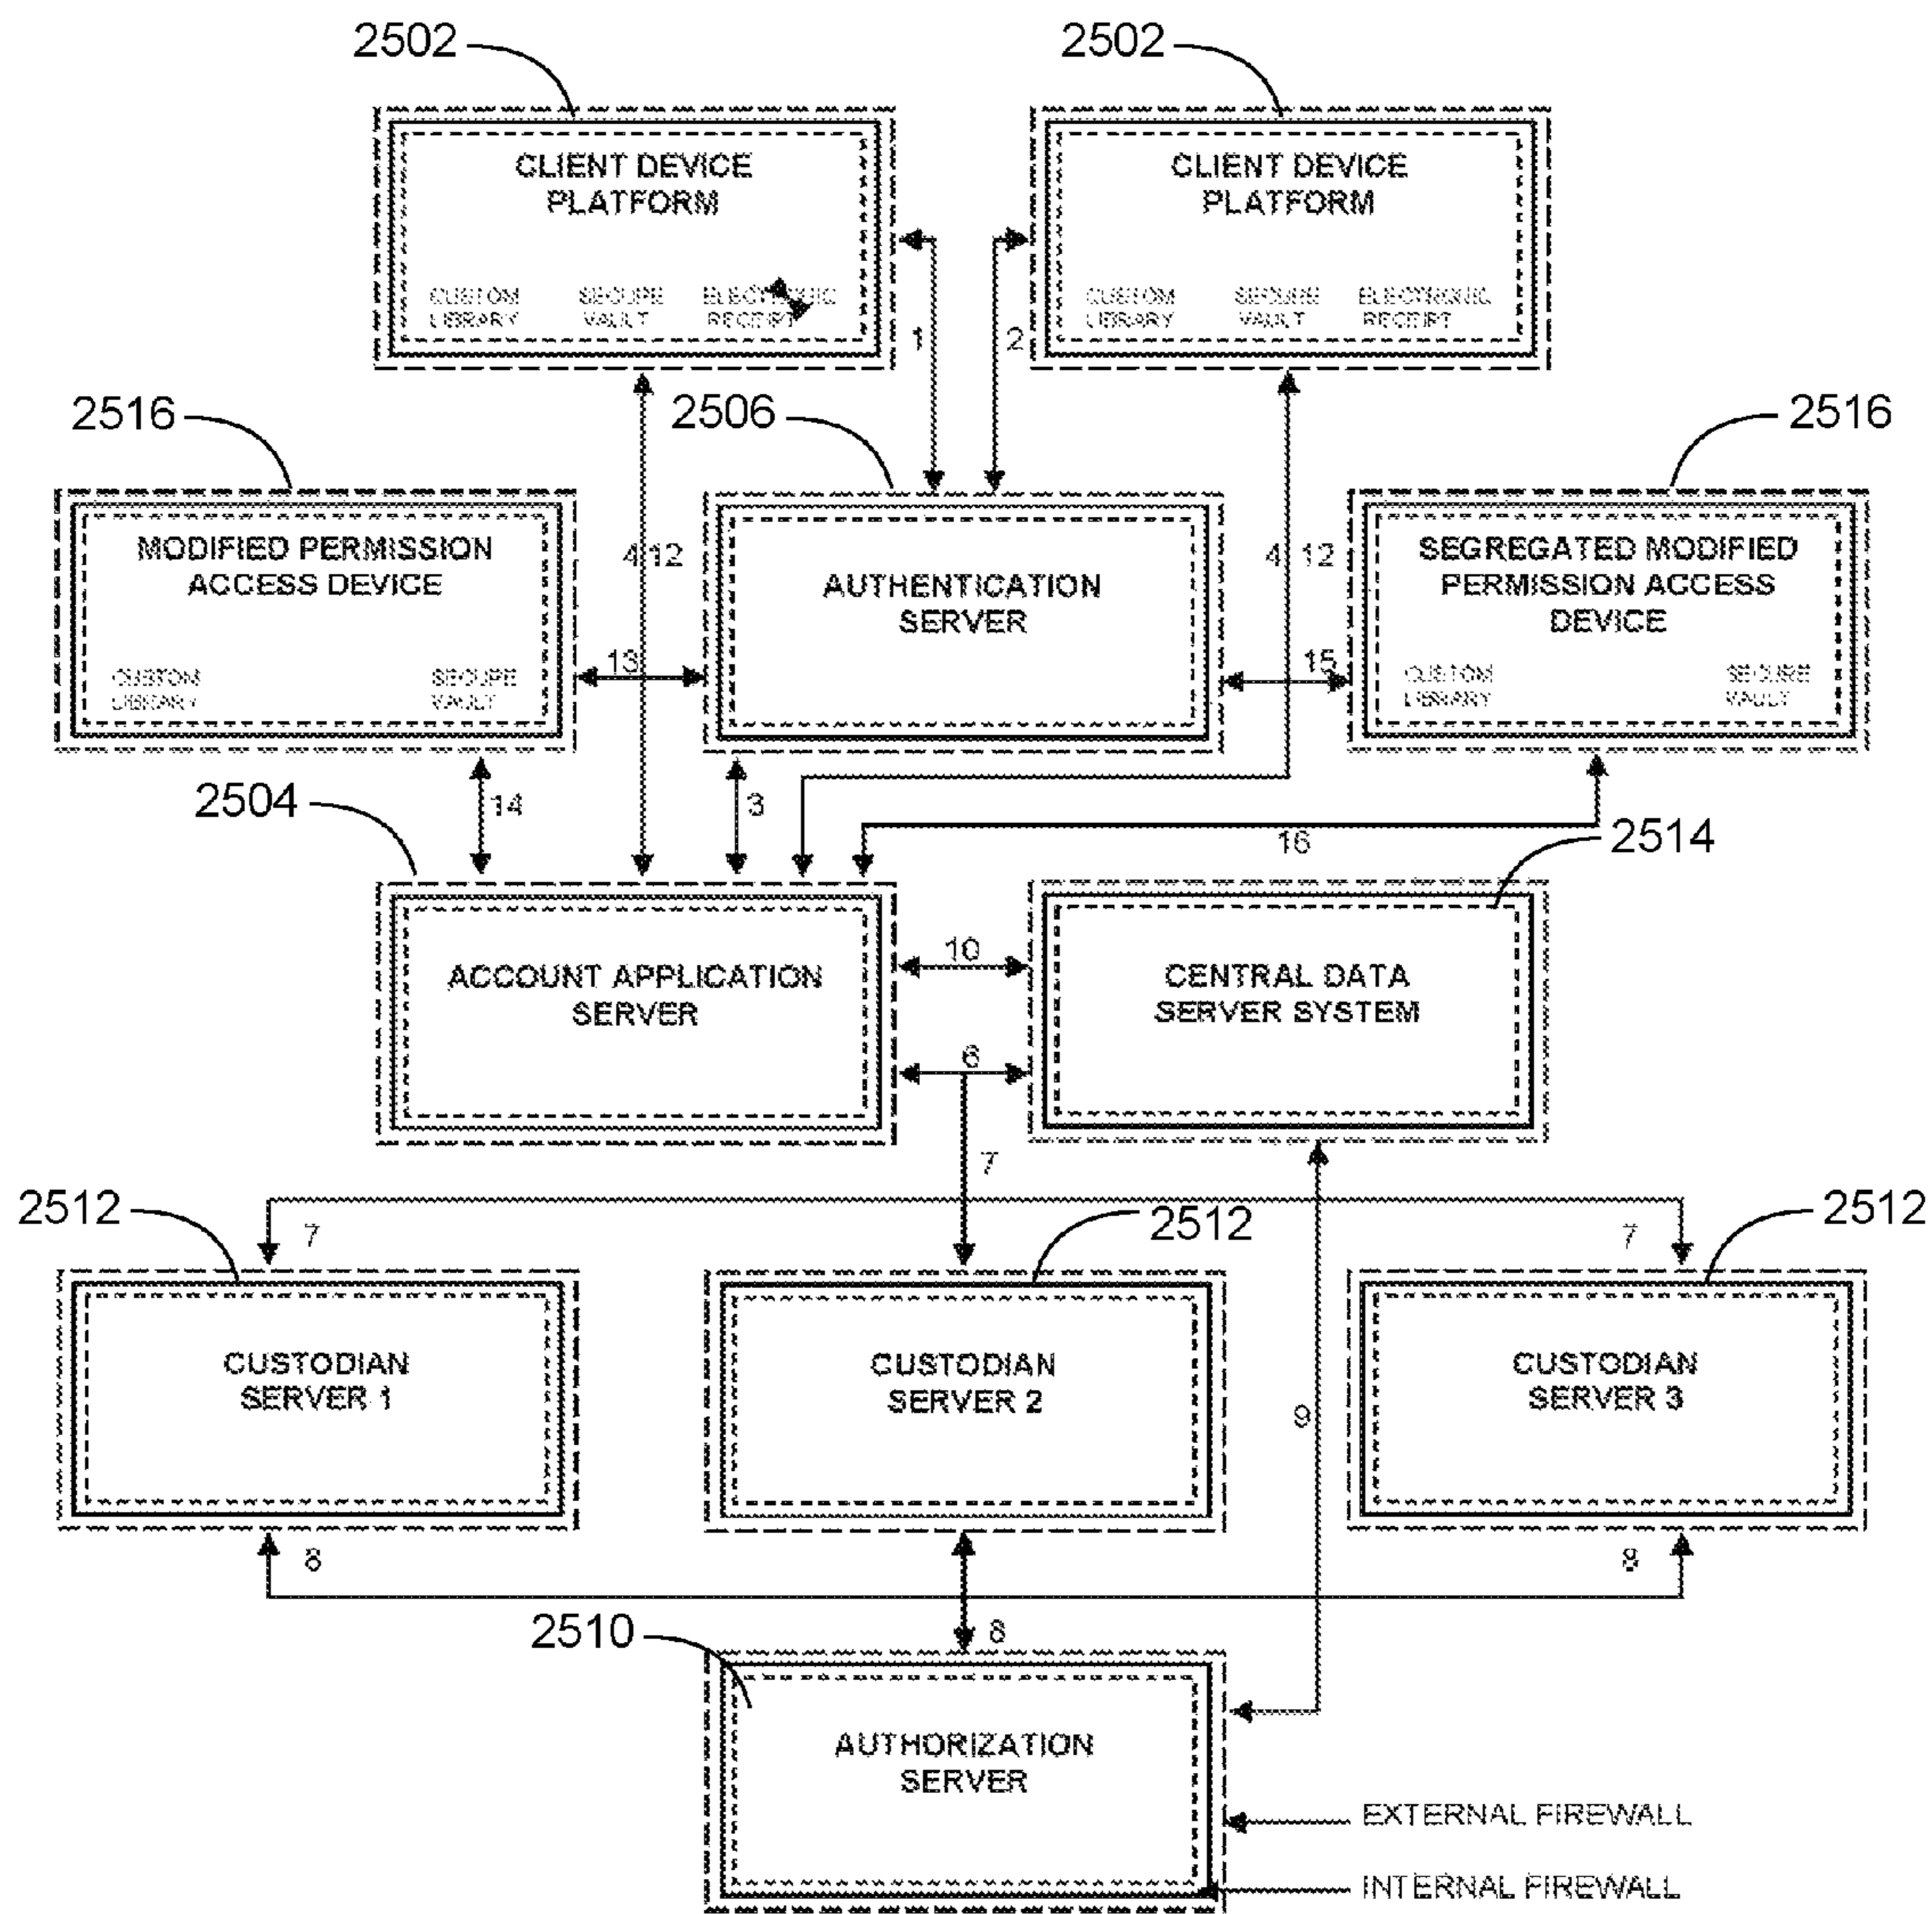 2502
2502
CLIENT DEVICE
PLATFORM
CUSTOM
LIBRARY
SECURE
VAULT
ELECTRONIC
RECEIPT
CLIENT DEVICE
PLATFORM
CUSTOM
LIBRARY
SECURE
VAULT
ELECTRONIC
RECEIPT
1
2
2516
2506
2516
MODIFIED PERMISSION
ACCESS DEVICE
CUSTOM
LIBRARY
SECURE
VAULT
4 12
AUTHENTICATION
SERVER
4 12
SEGREGATED MODIFIED
PERMISSION ACCESS
DEVICE
CUSTOM
LIBRARY
SECURE
VAULT
13
15
2504
14
3
16
2514
ACCOUNT APPLICATION
SERVER
10
CENTRAL DATA
SERVER SYSTEM
6
7
2512
7
2512
7
2512
CUSTODIAN
SERVER 1
CUSTODIAN
SERVER 2
CUSTODIAN
SERVER 3
9
8
8
2510
8
AUTHORIZATION
SERVER
EXTERNAL FIREWALL
INTERNAL FIREWALL